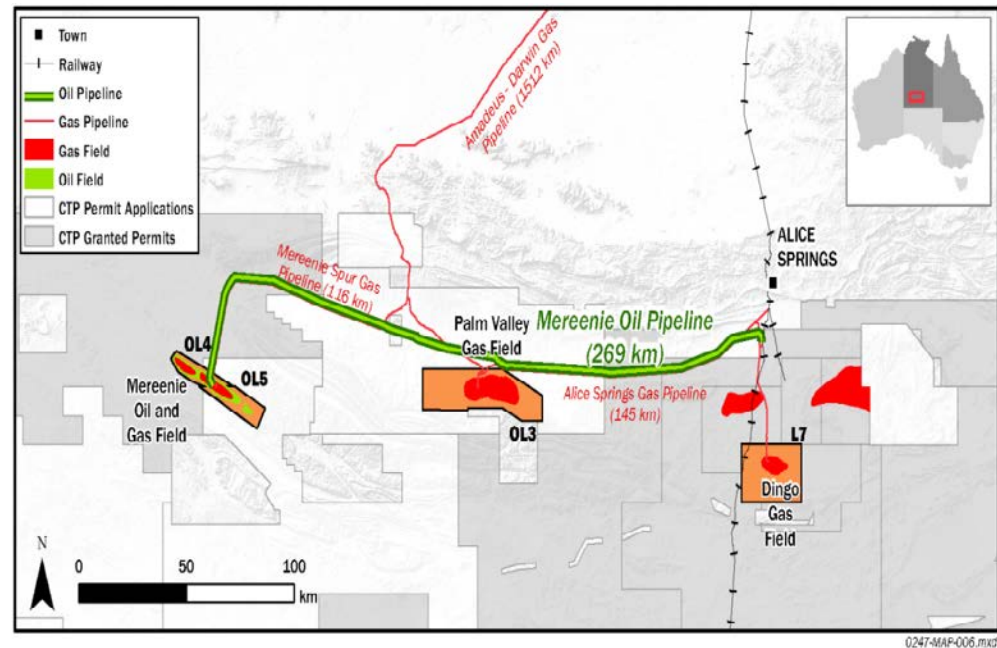 Town
Railway
Oil Pipeline
Gas Pipeline
Gas Field
Oil Field
CTP Permit Applications
CTP Granted Permits
Amadeus - Darwin Gas
Pipeline (1512 km)
ALICE
SPRINGS
Mereenie Spur Gas
Pipeline (116 km)
Palm Valley
Gas Field
Mereenie Oil Pipeline
(269 km)
OL4
OL5
Mereenie
Oil and
Gas Field
OL3
Alice Springs Gas Pipeline
(145 km)
L7
Dingo
Gas
Field
N
0 50 100
km
0247-MAP-006.mxd